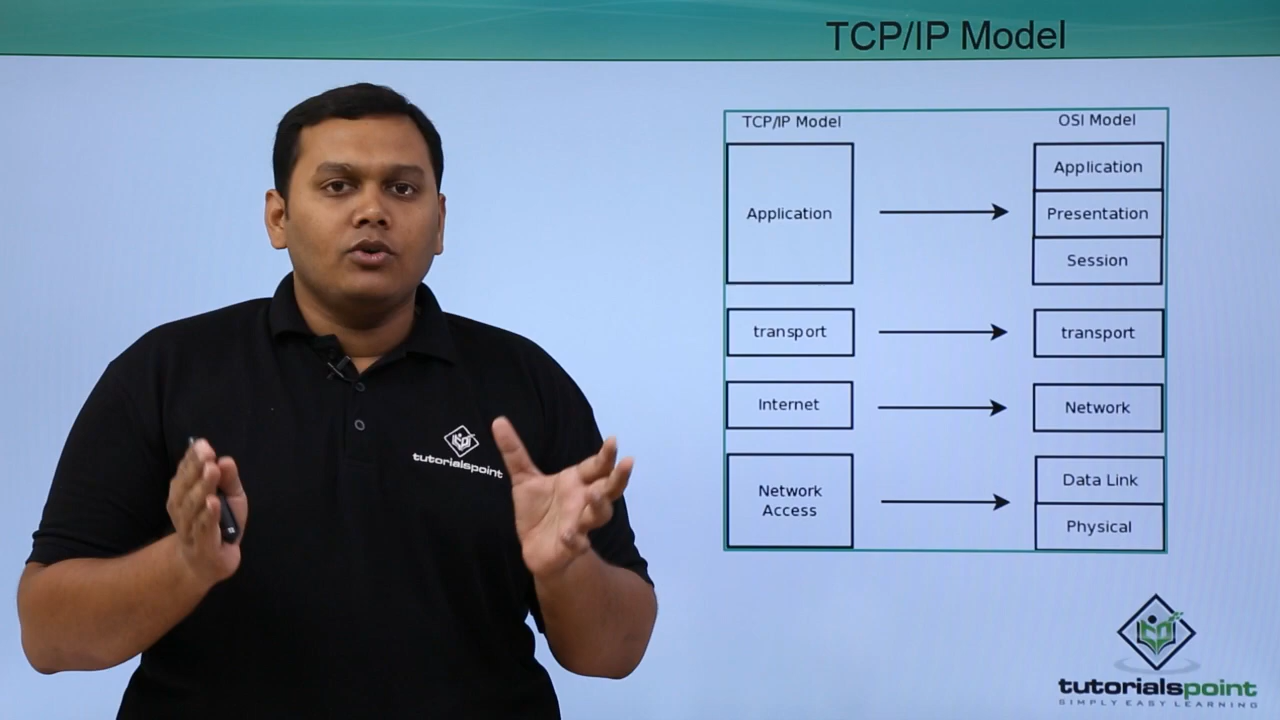 TCP/IP Model
TCP/IP Model
OSI Model
Application
Application
Presentation
Session
transport
transport
Internet
Network
Network
Access
Data Link
Physical
tutorialspoint
tutorialspoint
SIMPLY EASY LEARNING